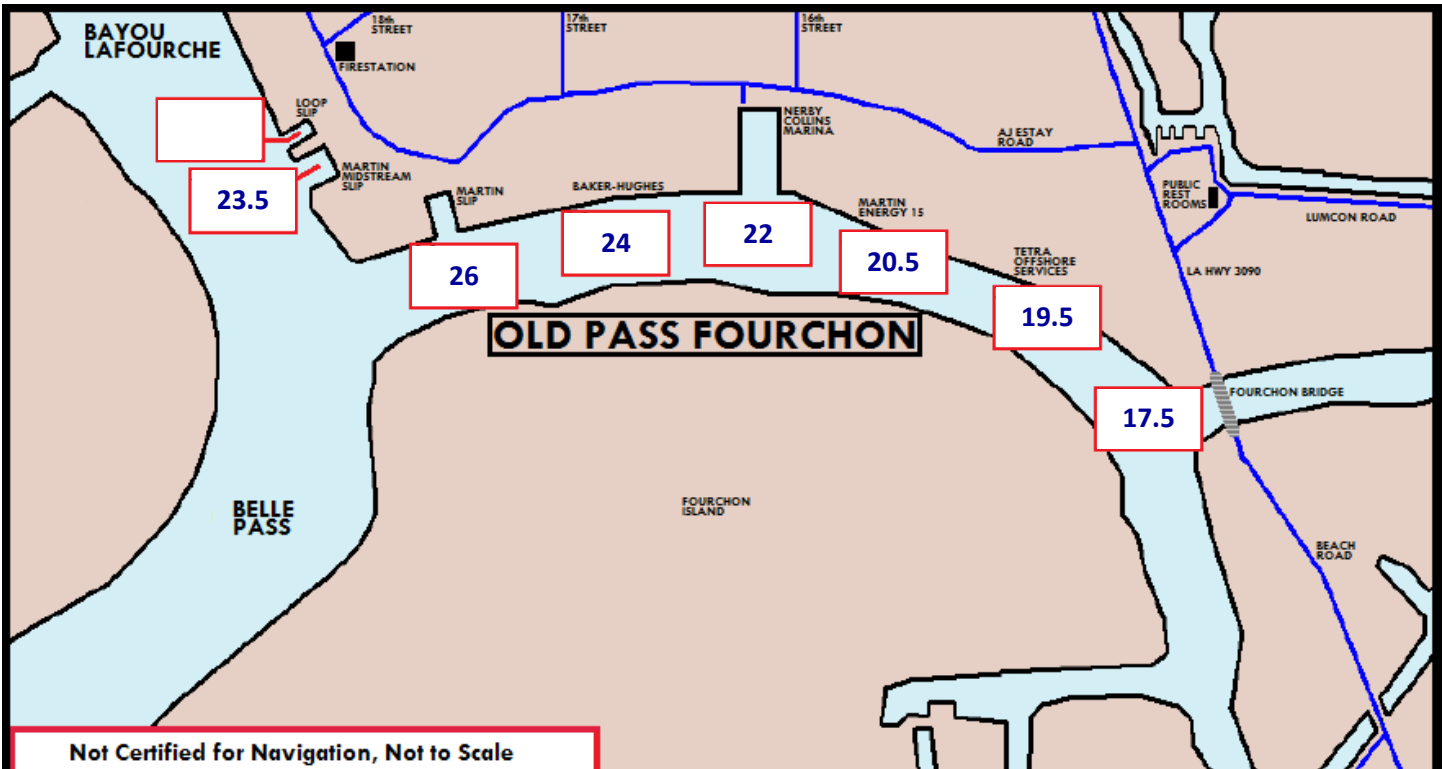 BAYOU
LAFOURCHE
18th
STREET
17th
STREET
16th
STREET
FIRESTATION
LOOP
SLIP
NERBY
COLLINS
MARINA
AJ ESTAY
ROAD
MARTIN
MIDSTREAM
SLIP
23.5
MARTIN
SLIP
BAKER-HUGHES
MARTIN
ENERGY 15
PUBLIC
REST
ROOMS
LUMCON ROAD
26
24
22
20.5
TETRA
OFFSHORE
SERVICES
LA HWY 3090
19.5
OLD PASS FOURCHON
17.5
FOURCHON BRIDGE
BELLE
PASS
FOURCHON
ISLAND
BEACH
ROAD
Not Certified for Navigation, Not to Scale